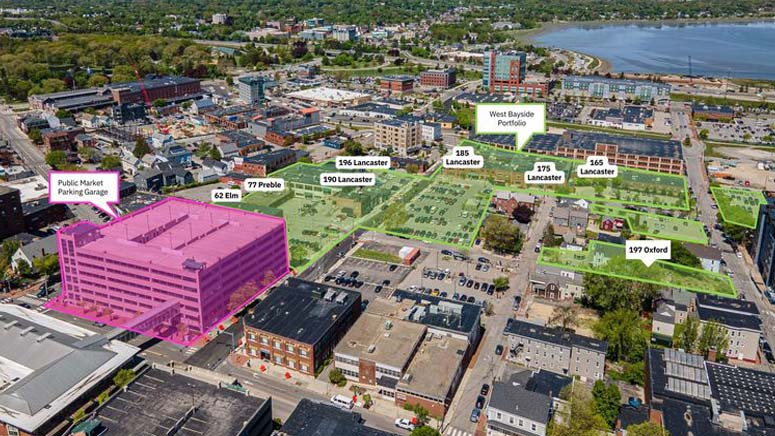 West Bayside
Portfolio
196 Lancaster
185
Lancaster
165
Lancaster
175
Lancaster
Public Market
Parking Garage
77 Preble
190 Lancaster
62 Elm
197 Oxford